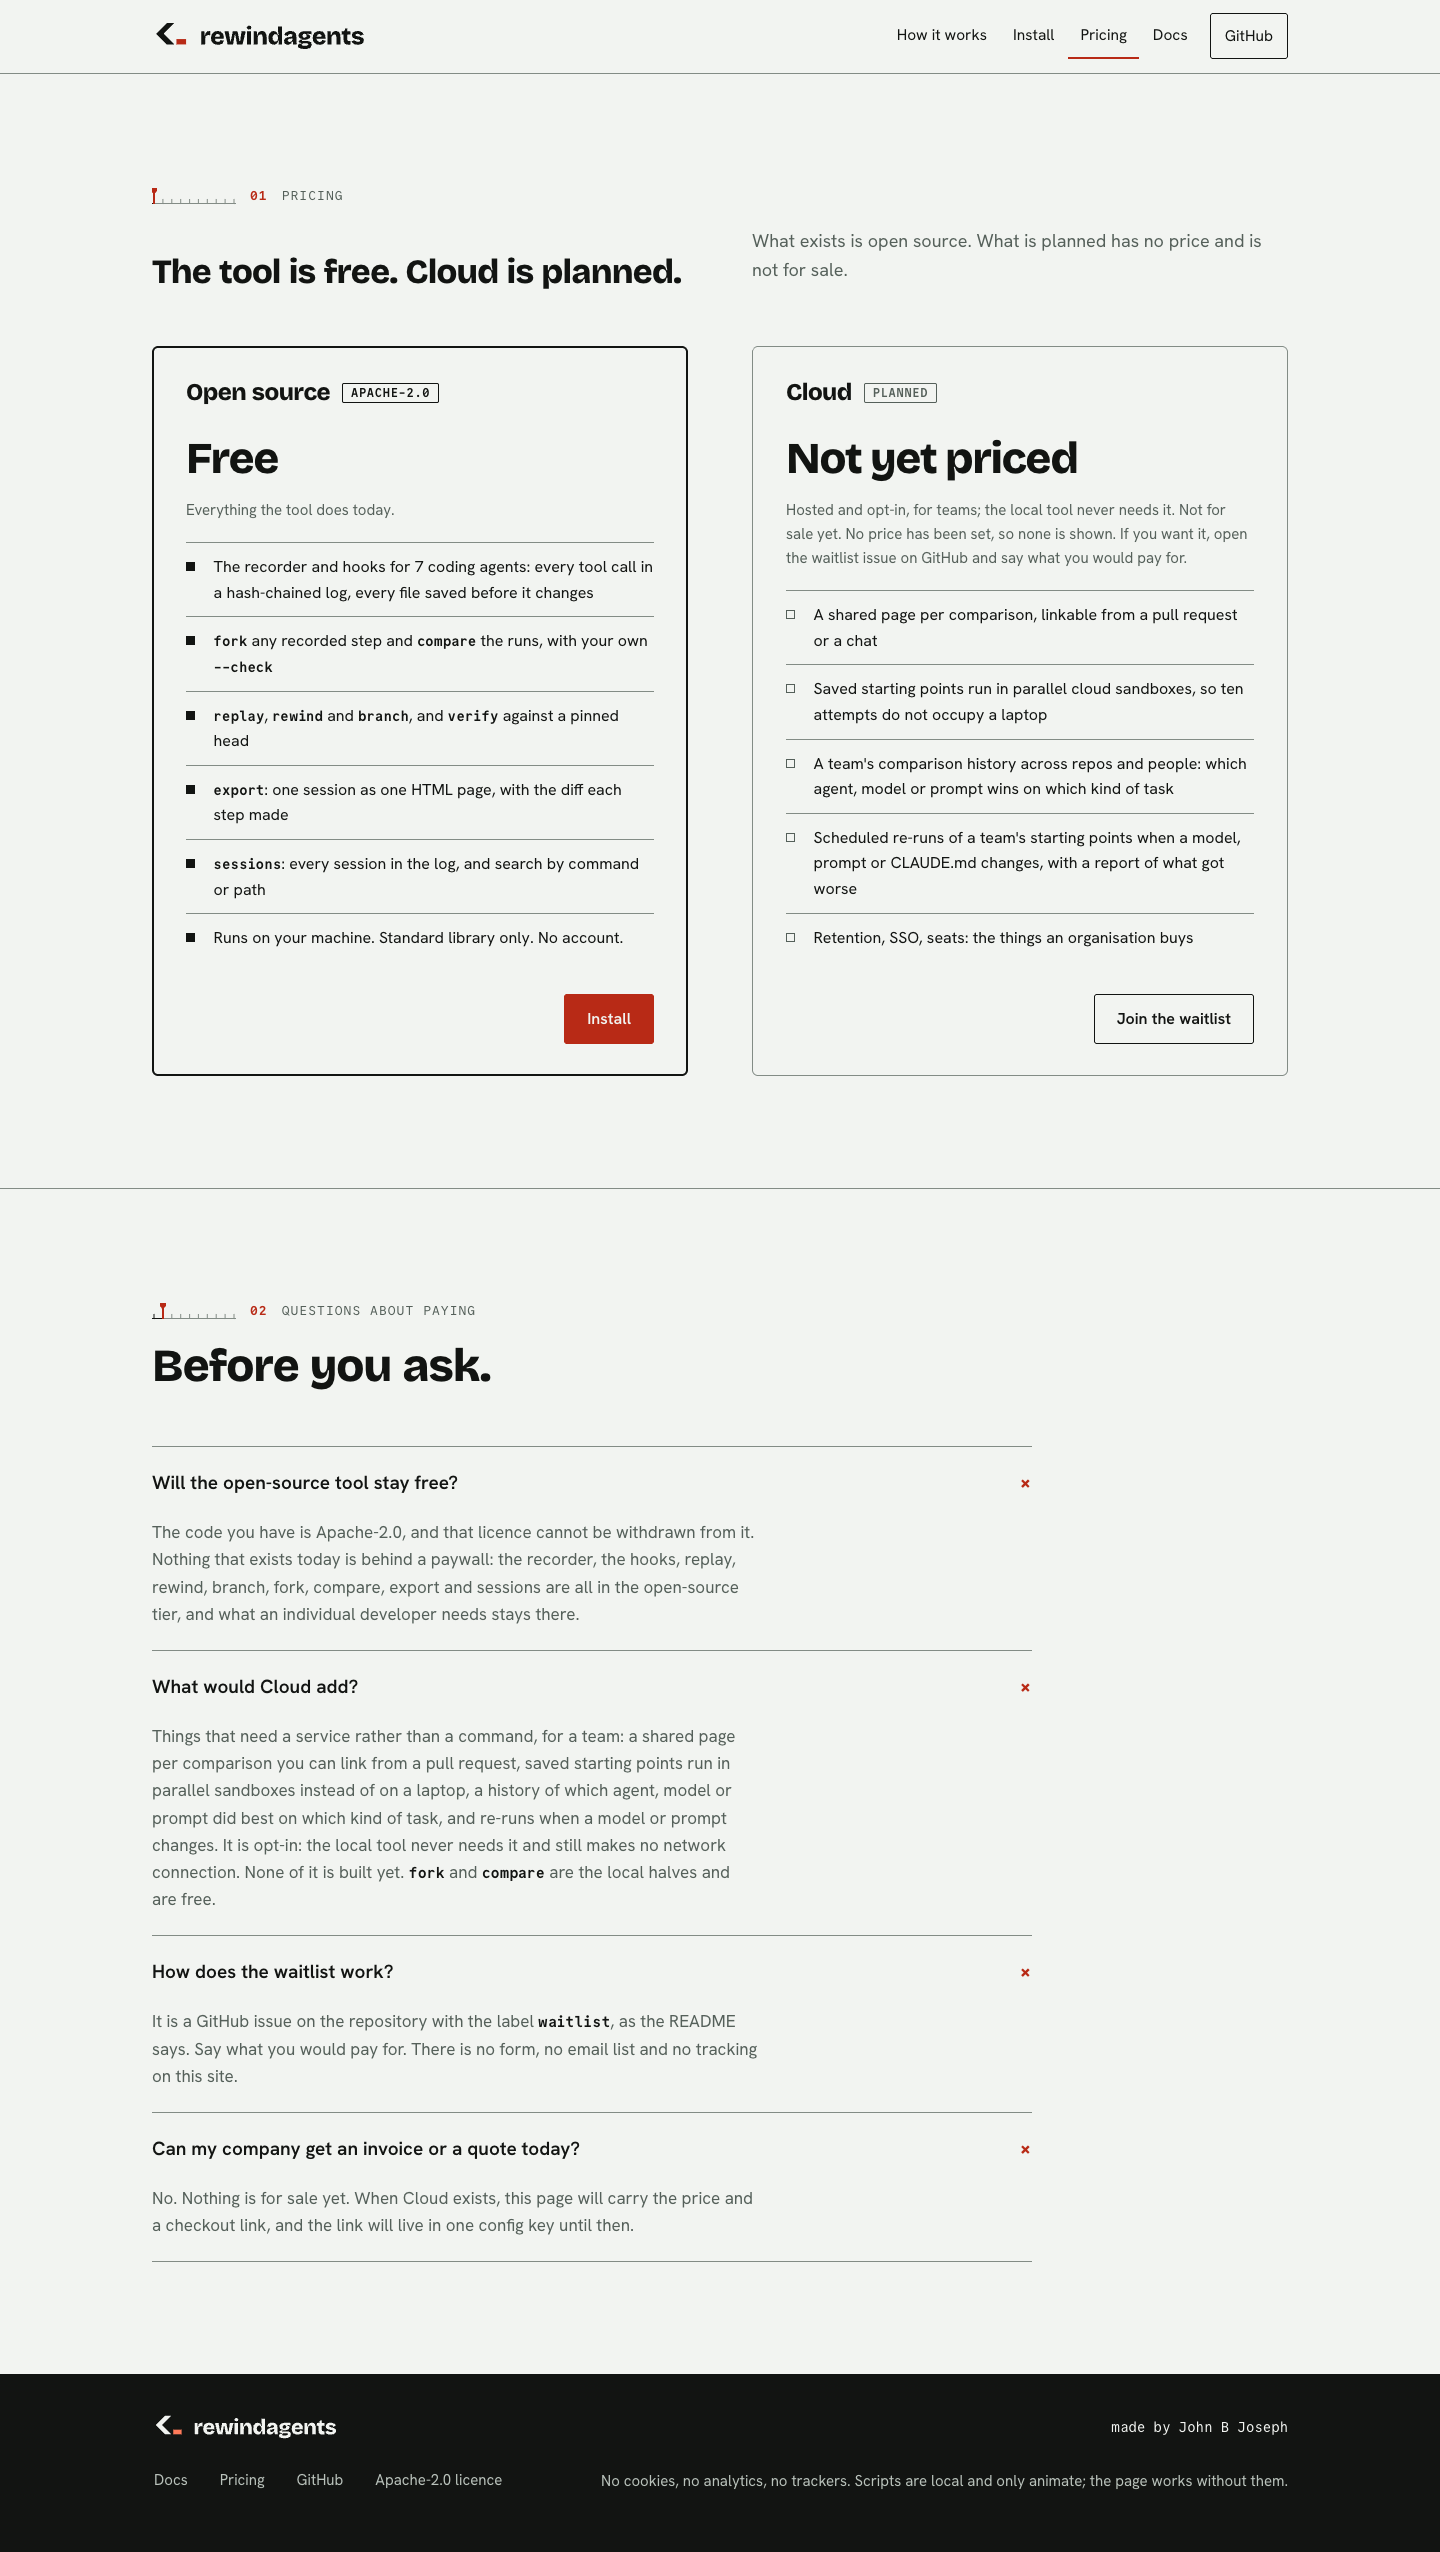 rewindagents
How it works
Install
Pricing
Docs
GitHub
01 PRICING
The tool is free. Cloud is planned.
What exists is open source. What is planned has no price and is
not for sale.
Open source APACHE-2.0
Free
Everything the tool does today.
The recorder and hooks for 7 coding agents: every tool call in
a hash-chained log, every file saved before it changes
fork any recorded step and compare the runs, with your own
--check
replay, rewind and branch, and verify against a pinned
head
export: one session as one HTML page, with the diff each
step made
sessions: every session in the log, and search by command
or path
Runs on your machine. Standard library only. No account.
Install
Cloud PLANNED
Not yet priced
Hosted and opt-in, for teams; the local tool never needs it. Not for
sale yet. No price has been set, so none is shown. If you want it, open
the waitlist issue on GitHub and say what you would pay for.
A shared page per comparison, linkable from a pull request
or a chat
Saved starting points run in parallel cloud sandboxes, so ten
attempts do not occupy a laptop
A team's comparison history across repos and people: which
agent, model or prompt wins on which kind of task
Scheduled re-runs of a team's starting points when a model,
prompt or CLAUDE.md changes, with a report of what got
worse
Retention, SSO, seats: the things an organisation buys
Join the waitlist
02 QUESTIONS ABOUT PAYING
Before you ask.
Will the open-source tool stay free?
The code you have is Apache-2.0, and that licence cannot be withdrawn from it.
Nothing that exists today is behind a paywall: the recorder, the hooks, replay,
rewind, branch, fork, compare, export and sessions are all in the open-source
tier, and what an individual developer needs stays there.
What would Cloud add?
Things that need a service rather than a command, for a team: a shared page
per comparison you can link from a pull request, saved starting points run in
parallel sandboxes instead of on a laptop, a history of which agent, model or
prompt did best on which kind of task, and re-runs when a model or prompt
changes. It is opt-in: the local tool never needs it and still makes no network
connection. None of it is built yet. fork and compare are the local halves and
are free.
How does the waitlist work?
It is a GitHub issue on the repository with the label waitlist, as the README
says. Say what you would pay for. There is no form, no email list and no tracking
on this site.
Can my company get an invoice or a quote today?
No. Nothing is for sale yet. When Cloud exists, this page will carry the price and
a checkout link, and the link will live in one config key until then.
rewindagents
made by John B Joseph
Docs
Pricing
GitHub
Apache-2.0 licence
No cookies, no analytics, no trackers. Scripts are local and only animate; the page works without them.